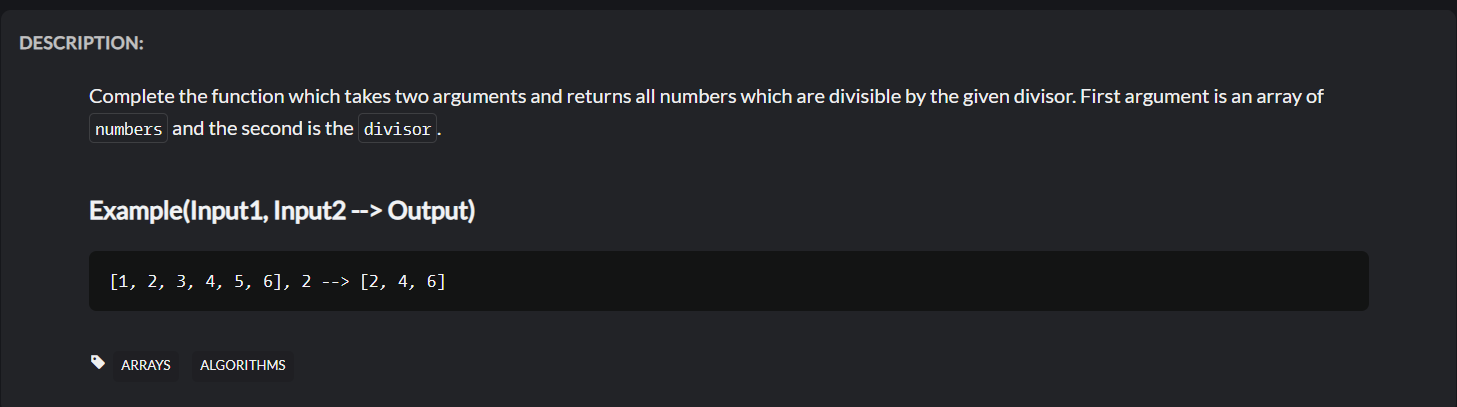 DESCRIPTION:
Complete the function which takes two arguments and returns all numbers which are divisible by the given divisor. First argument is an array of
numbers and the second is the divisor.
Example(Input1, Input2 --> Output)
[1, 2, 3, 4, 5, 6], 2 --> [2, 4, 6]
ARRAYS ALGORITHMS